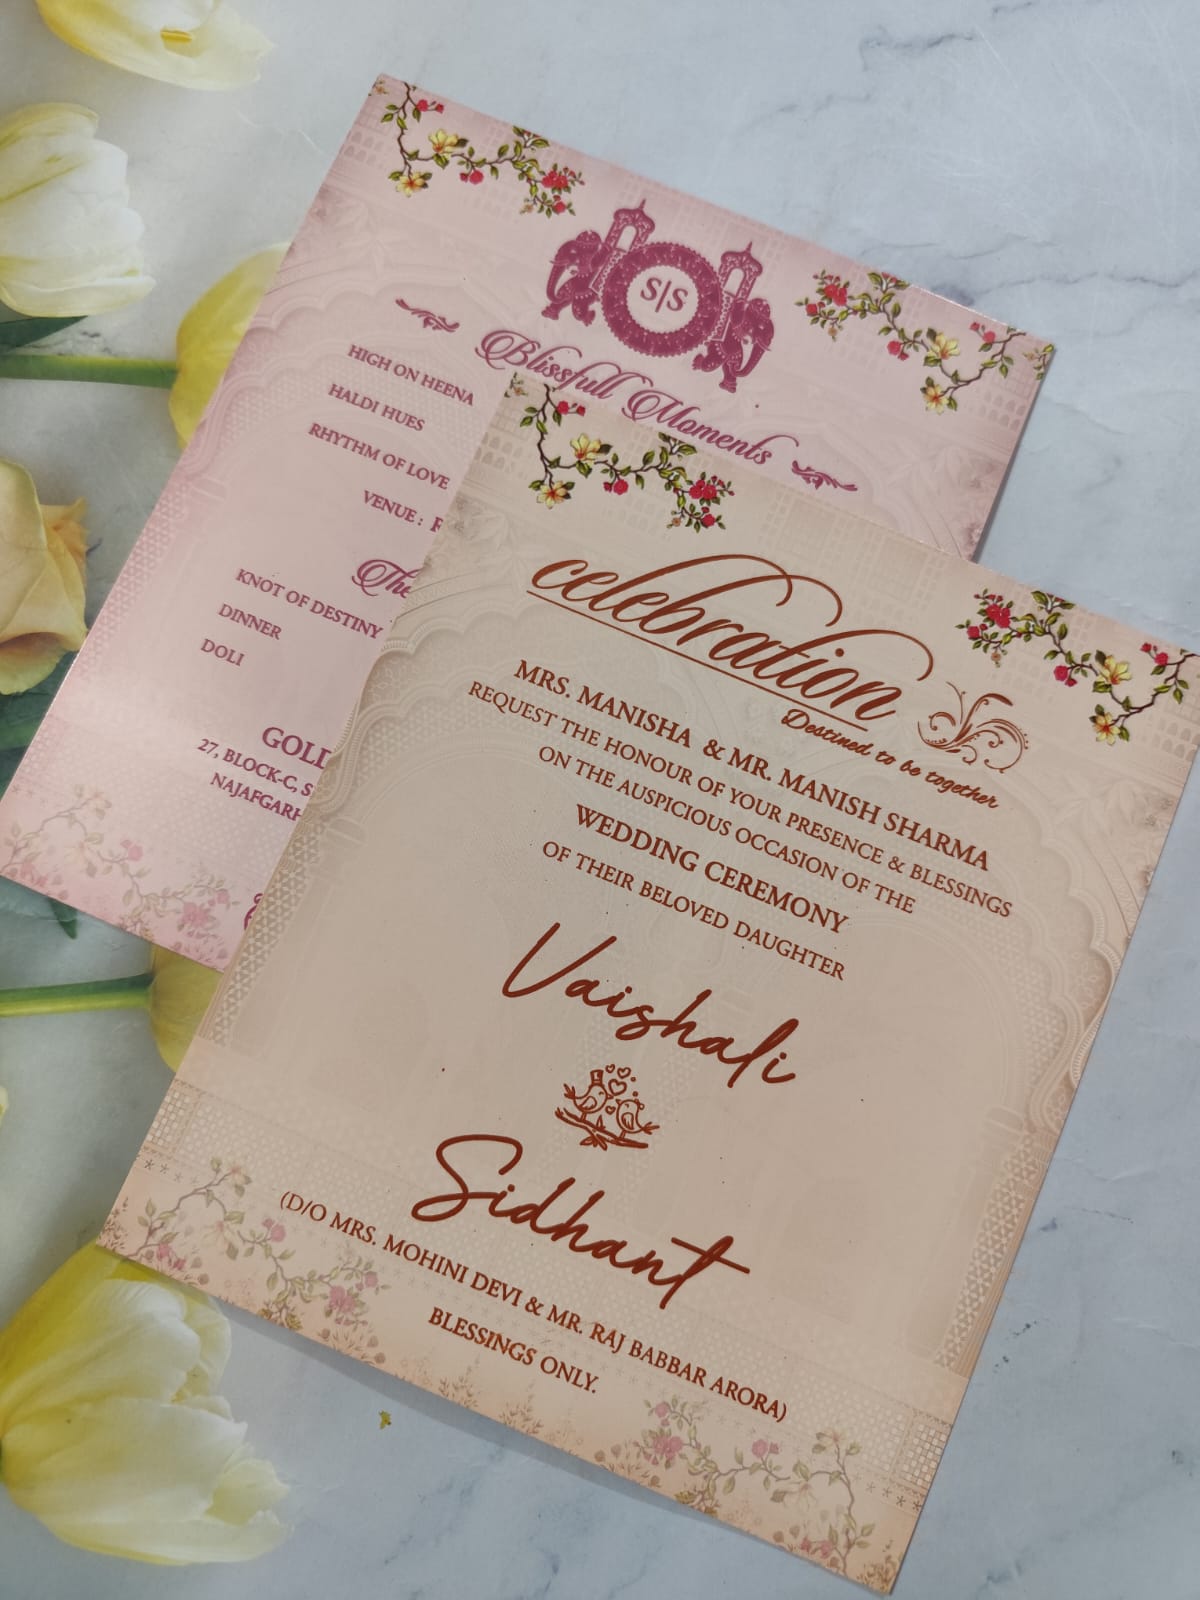 S|S
Blissfull Moments
HIGH ON HEENA
HALDI HUES
RHYTHM OF LOVE
VENUE :
The
KNOT OF DESTINY
DINNER
DOLI
GOLD
27, BLOCK-C, S
NAJAFGARH
celebration
Destined to be together
MRS. MANISHA & MR. MANISH SHARMA
REQUEST THE HONOUR OF YOUR PRESENCE & BLESSINGS
ON THE AUSPICIOUS OCCASION OF THE
WEDDING CEREMONY
OF THEIR BELOVED DAUGHTER
Vaishali
Sidhant
(D/O MRS. MOHINI DEVI & MR. RAJ BABBAR ARORA)
BLESSINGS ONLY.